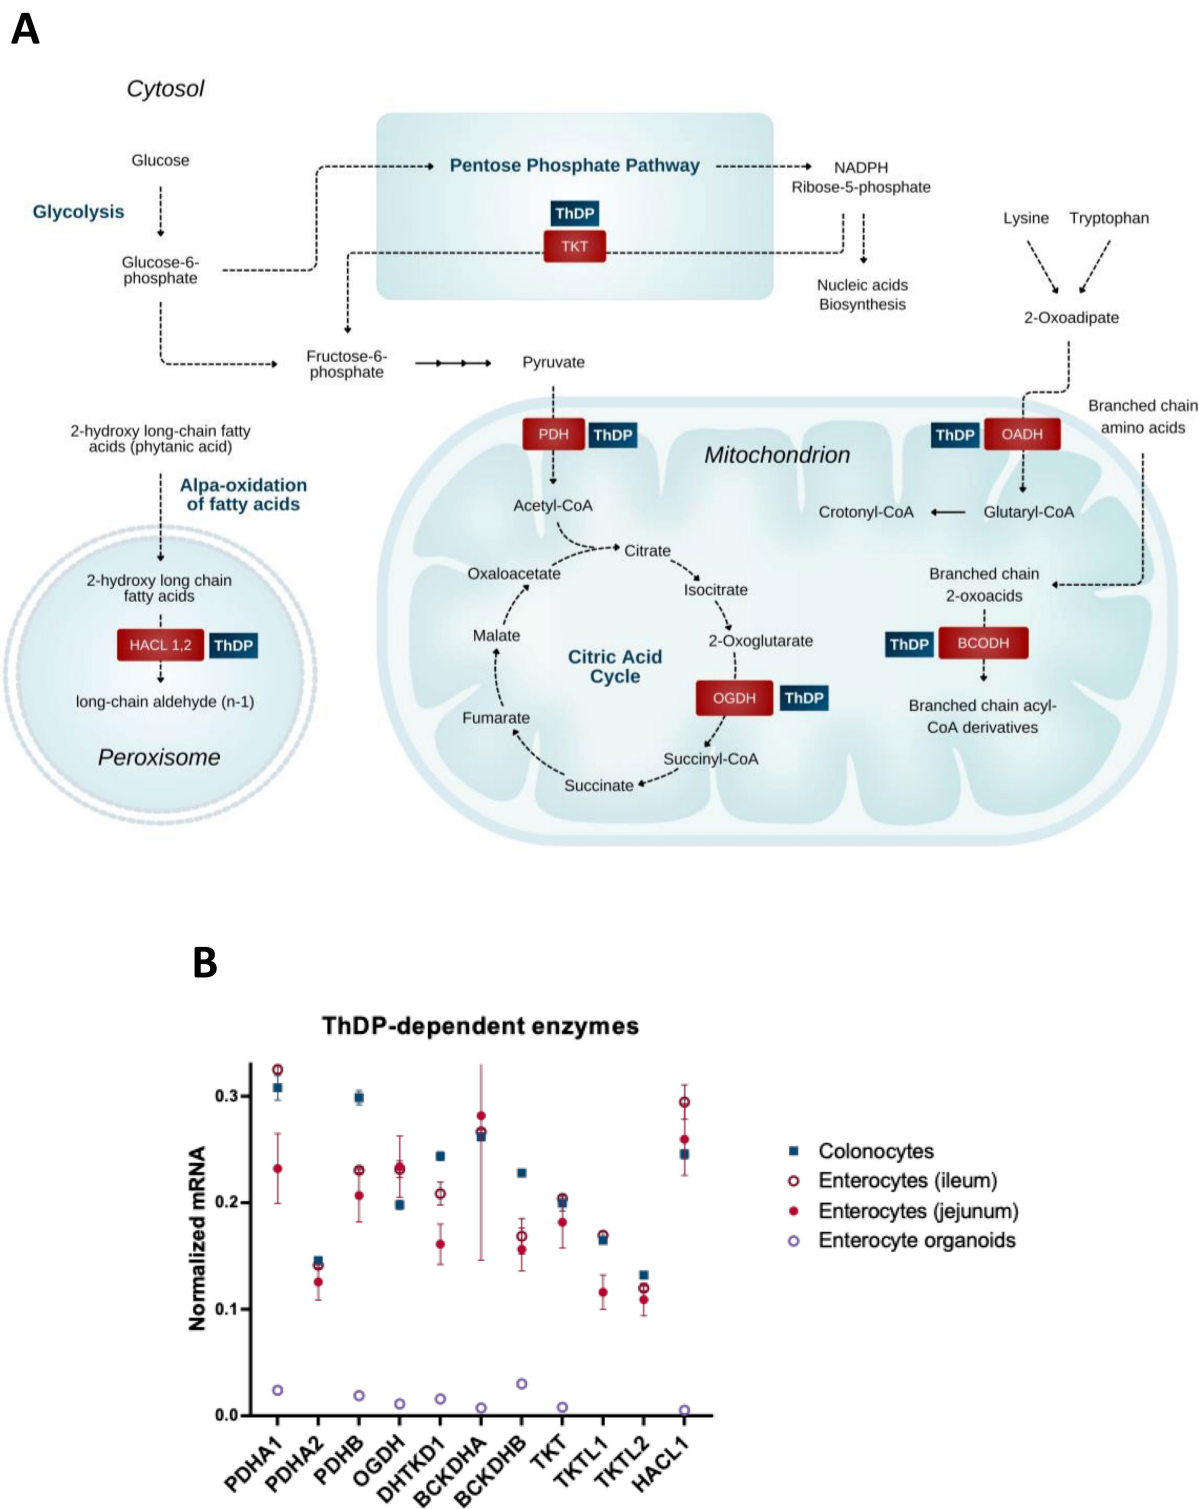 A
Cytosol
Glucose
Glycolysis
Glucose-6-
phosphate
Pentose Phosphate Pathway
ThDP
TKT
NADPH
Ribose-5-phosphate
Nucleic acids
Biosynthesis
Lysine
Tryptophan
2-Oxoadipate
Fructose-6-
phosphate
Pyruvate
2-hydroxy long-chain fatty
acids (phytanic acid)
Alpa-oxidation
of fatty acids
2-hydroxy long chain
fatty acids
HACL 1,2
ThDP
long-chain aldehyde (n-1)
Peroxisome
PDH
ThDP
Mitochondrion
ThDP
OADH
Branched chain
amino acids
Acetyl-CoA
Crotonyl-CoA
Glutaryl-CoA
Citrate
Oxaloacetate
Isocitrate
Branched chain
2-oxoacids
Malate
2-Oxoglutarate
ThDP
BCODH
Citric Acid
Cycle
OGDH
ThDP
Fumarate
Branched chain acyl-
CoA derivatives
Succinyl-CoA
Succinate
B
ThDP-dependent enzymes
Normalized mRNA
0.3
0.2
0.1
0.0
PDHA1
PDHA2
PDHB
OGDH
DHTKD1
BCKDHA
BCKDHB
TKT
TKTL1
TKTL2
HACL1
Colonocytes
Enterocytes (ileum)
Enterocytes (jejunum)
Enterocyte organoids